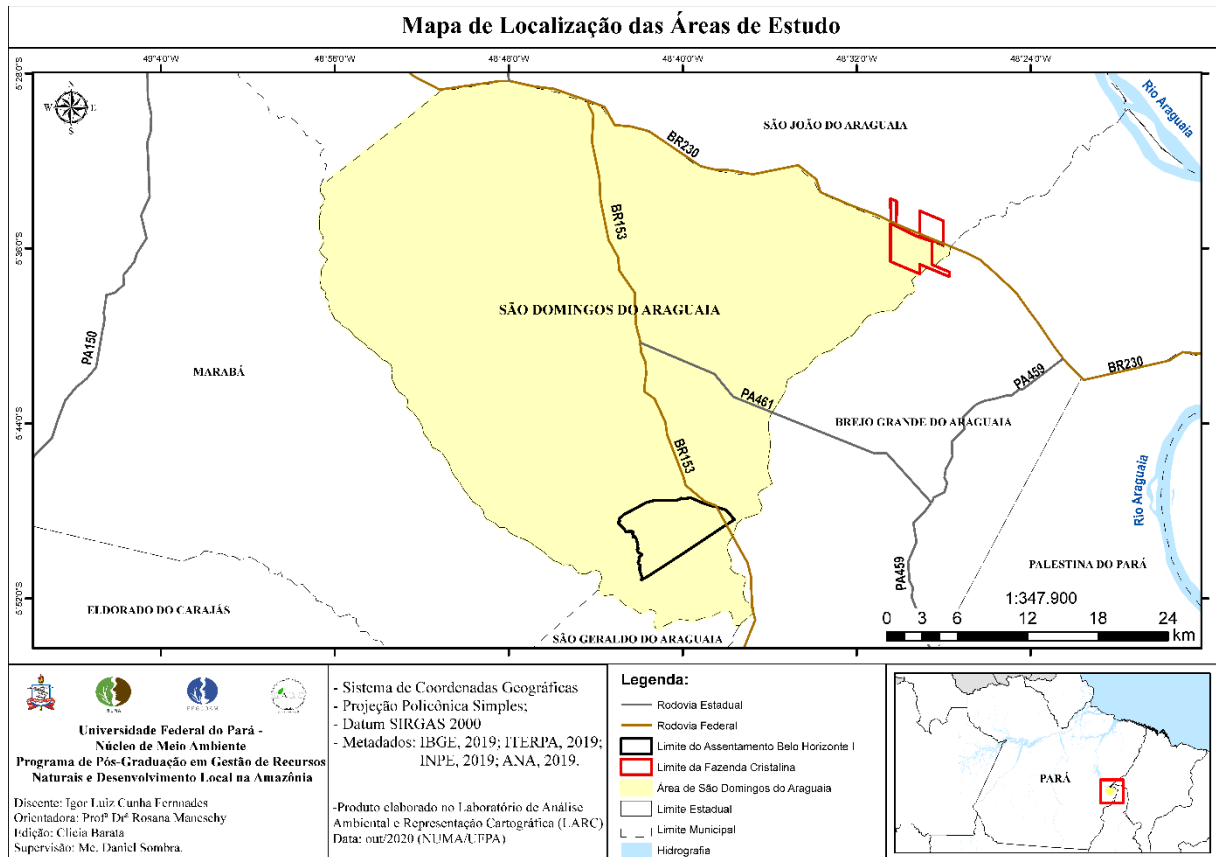 Mapa de Localização das Áreas de Estudo
49°4'0"W
48°56'0"W
48°48'0"W
48°40'0"W
48°32'0"W
48°24'0"W
5°28'0"S
5°36'0"S
5°44'0"S
5°52'0"S
W
E
S
Rio Araguaia
SÃO JOÃO DO ARAGUAIA
BR230
BR153
SÃO DOMINGOS DO ARAGUAIA
PA150
MARABÁ
PA461
PA459
BR230
BREJO GRANDE DO ARAGUAIA
BR153
Rio Araguaia
PA459
PALESTINA DO PARÁ
ELDORADO DO CARAJÁS
SÃO GERALDO DO ARAGUAIA
1:347.900
0 3 6 12 18 24
km
NUMA
Universidade Federal do Pará -
Núcleo de Meio Ambiente
Programa de Pós-Graduação em Gestão de Recursos
Naturais e Desenvolvimento Local na Amazônia
Discente: Igor Luiz Cunha Fernnades
Orientadora: Profª Drª Rosana Maneschy
Edição: Clicia Barata
Supervisão: Mc. Daniel Sombra.
- Sistema de Coordenadas Geográficas
- Projeção Policônica Simples;
- Datum SIRGAS 2000
- Metadados: IBGE, 2019; ITERPA, 2019;
INPE, 2019; ANA, 2019.
-Produto elaborado no Laboratório de Análise
Ambiental e Representação Cartográfica (LARC)
Data: out/2020 (NUMA/UFPA)
Legenda:
Rodovia Estadual
Rodovia Federal
Limite do Assentamento Belo Horizonte I
Limite da Fazenda Cristalina
Área de São Domingos do Araguaia
Limite Estadual
Limite Municipal
Hidrografia
PARÁ